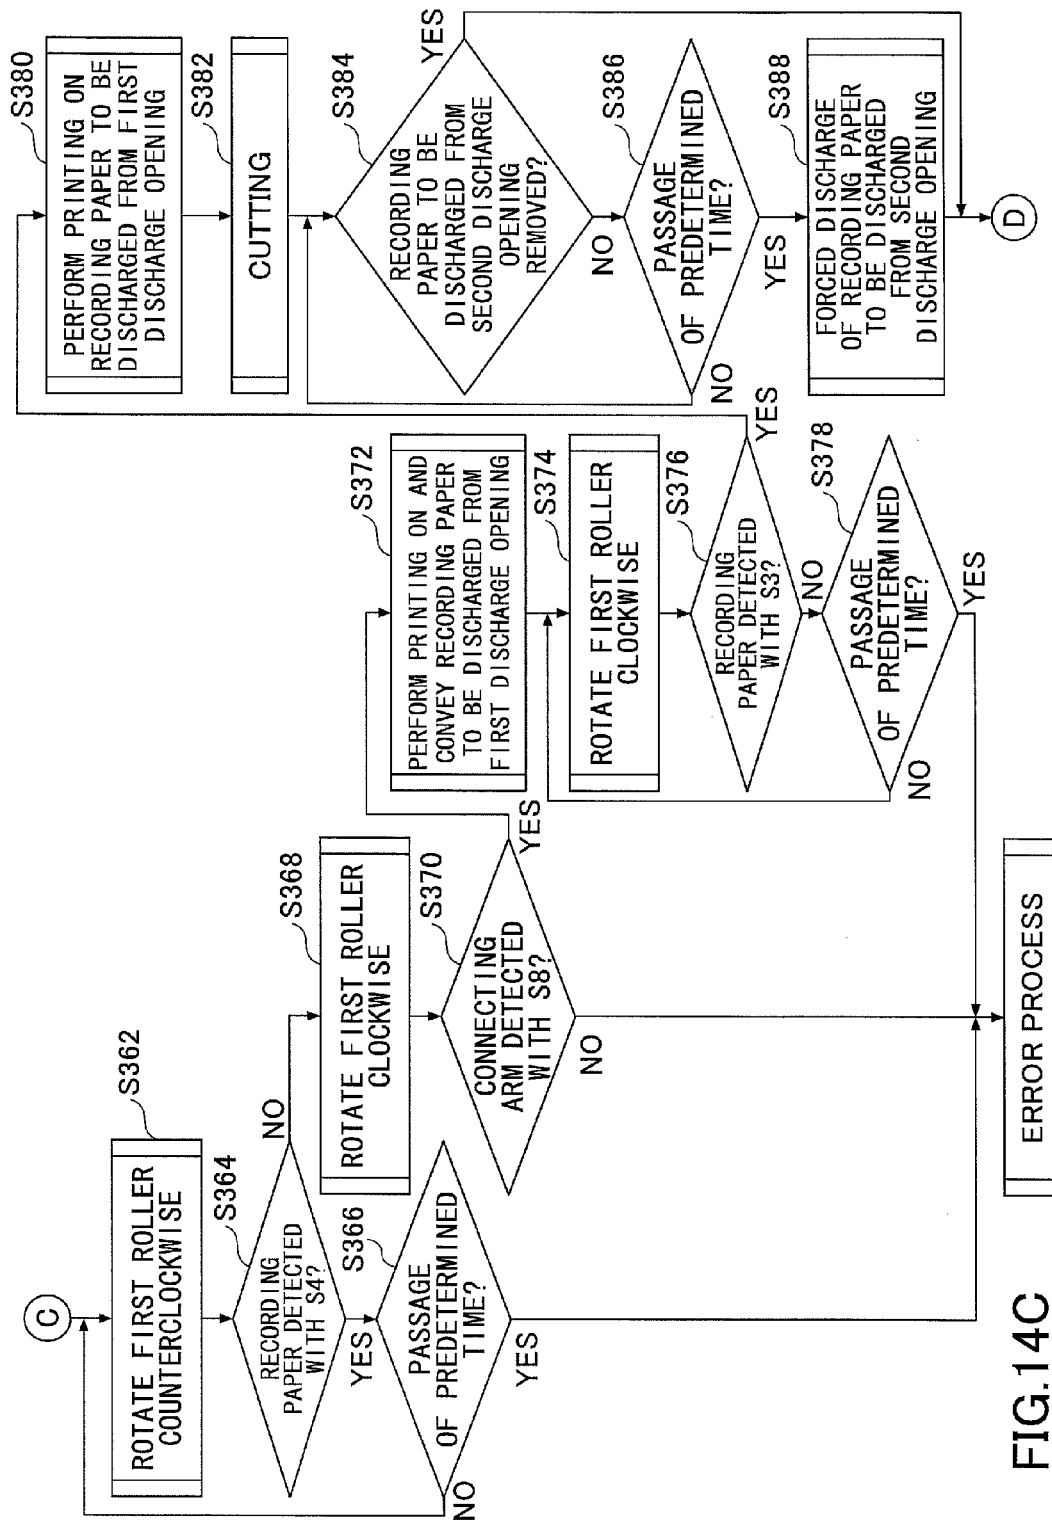 C
S362
ROTATE FIRST ROLLER
COUNTERCLOCKWISE
S364
RECORDING
PAPER DETECTED
WITH S4?
NO
YES
S366
PASSAGE
OF PREDETERMINED
TIME?
NO
YES
S368
ROTATE FIRST ROLLER
CLOCKWISE
S370
CONNECTING
ARM DETECTED
WITH S8?
YES
NO
S372
PERFORM PRINTING ON AND
CONVEY RECORDING PAPER
TO BE DISCHARGED FROM
FIRST DISCHARGE OPENING
S374
ROTATE FIRST ROLLER
CLOCKWISE
S376
RECORDING
PAPER DETECTED
WITH S3?
YES
NO
S378
PASSAGE
OF PREDETERMINED
TIME?
NO
YES
S380
PERFORM PRINTING ON
RECORDING PAPER TO BE
DISCHARGED FROM FIRST
DISCHARGE OPENING
S382
CUTTING
S384
RECORDING
PAPER TO BE
DISCHARGED FROM
SECOND DISCHARGE
OPENING
REMOVED?
YES
NO
S386
PASSAGE
OF PREDETERMINED
TIME?
NO
YES
S388
FORCED DISCHARGE
OF RECORDING PAPER
TO BE DISCHARGED
FROM SECOND
DISCHARGE OPENING
D
ERROR PROCESS
FIG.14C